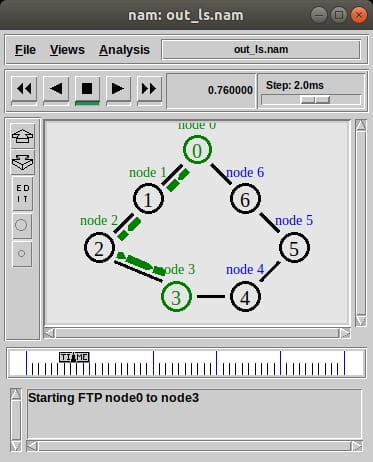 nam: out_ls.nam
File Views Analysis out_ls.nam
0.760000 Step: 2.0ms
node 0
0
node 1 node 6
1 6
node 2 node 5
2 5
node 3 node 4
3 4
E D
I T
TIME
Starting FTP node0 to node3